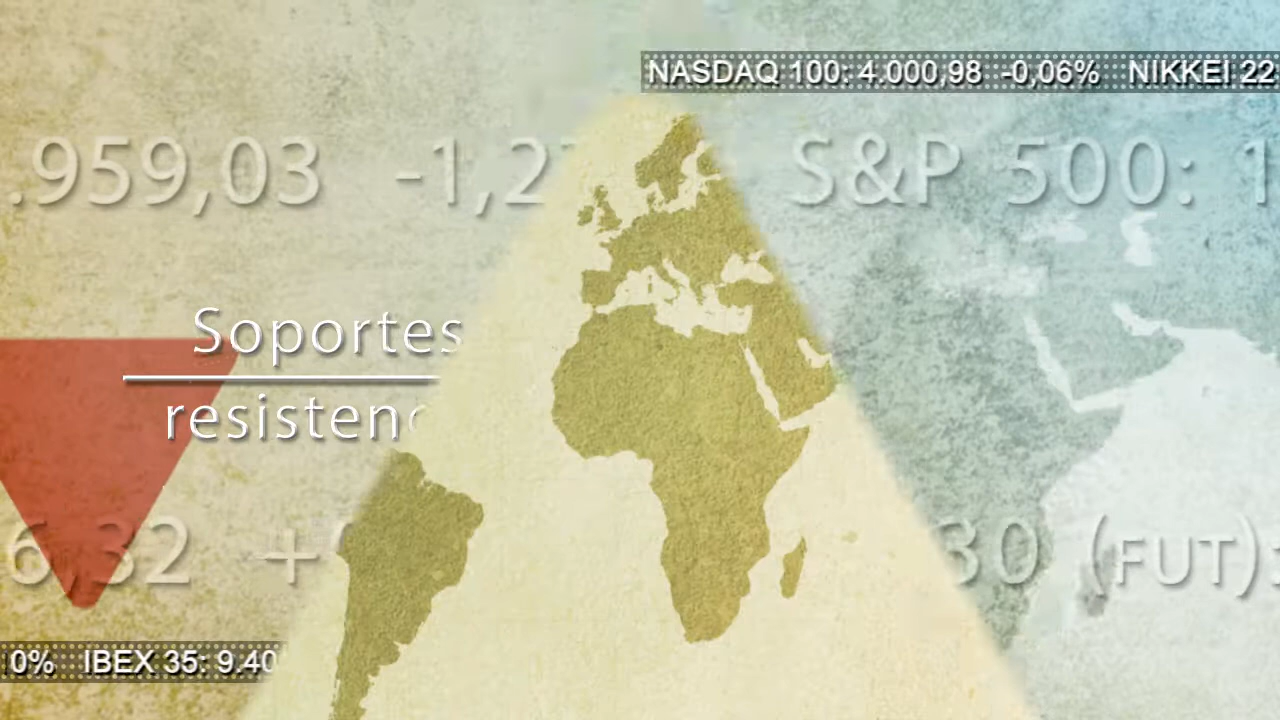 NASDAQ 100: 4.000,98 -0,06% NIKKEI 22
.959,03 -1,2 S&P 500: 1
Soportes
resistenc
6,32 + 30 (FUT):
0% IBEX 35: 9.40